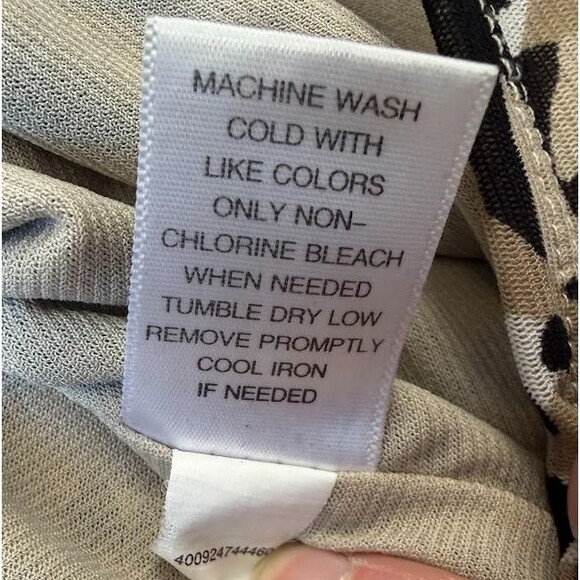 MACHINE WASH
COLD WITH
LIKE COLORS
ONLY NON-
CHLORINE BLEACH
WHEN NEEDED
TUMBLE DRY LOW
REMOVE PROMPTLY
COOL IRON
IF NEEDED